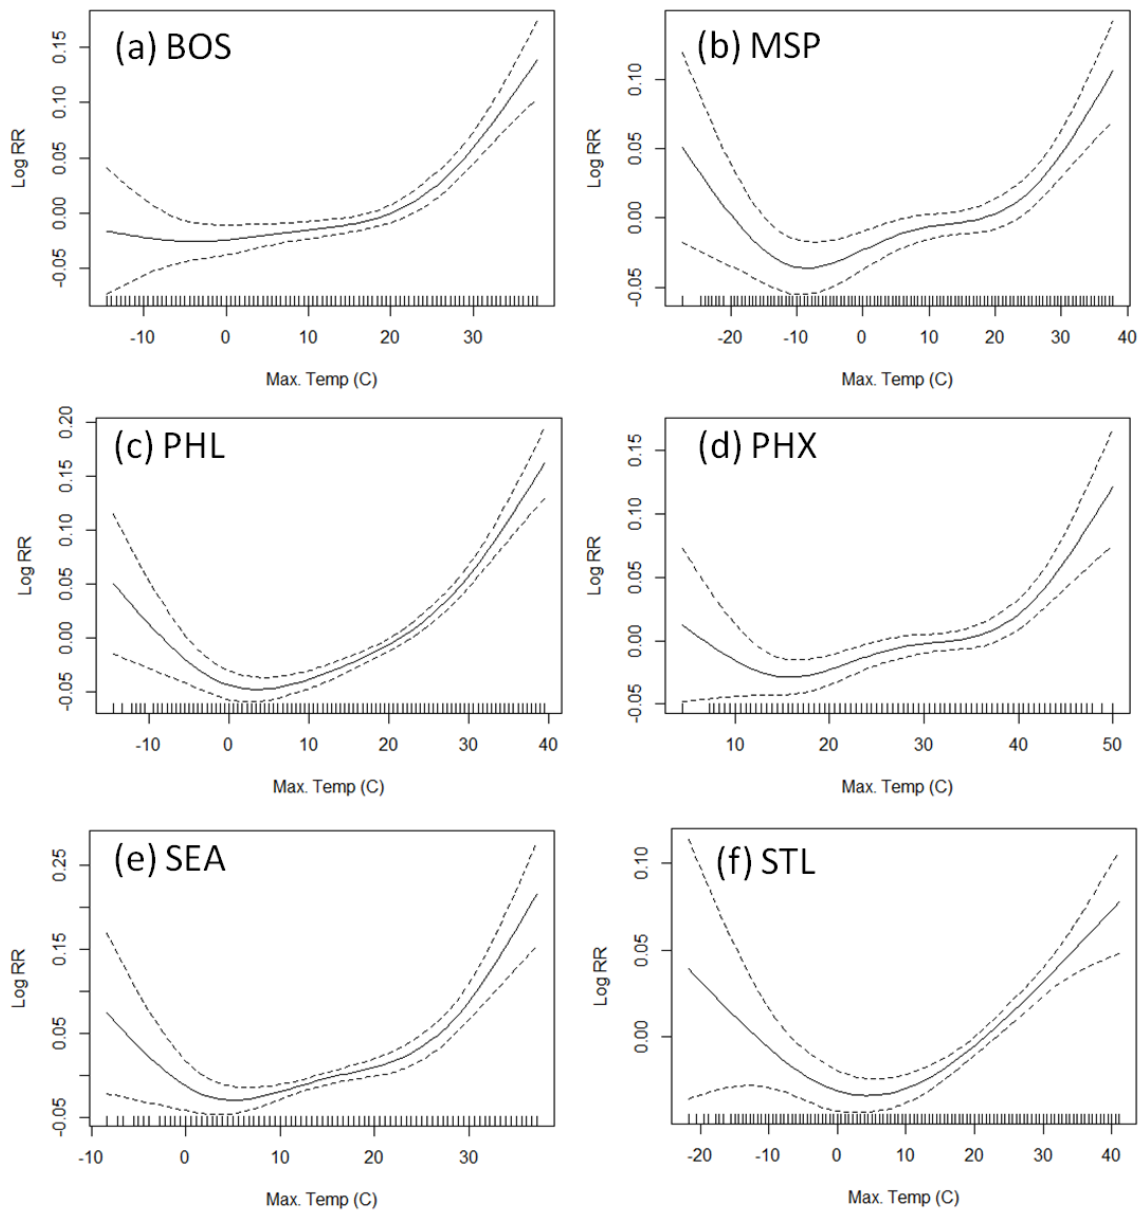 (a) BOS
Log RR
0.15
0.10
0.05
0.00
-0.05
-10 0 10 20 30
Max. Temp (C)
(b) MSP
Log RR
0.10
0.05
0.00
-0.05
-20 -10 0 10 20 30 40
Max. Temp (C)
(c) PHL
Log RR
0.20
0.15
0.10
0.05
0.00
-0.05
-10 0 10 20 30 40
Max. Temp (C)
(d) PHX
Log RR
0.15
0.10
0.05
0.00
-0.05
10 20 30 40 50
Max. Temp (C)
(e) SEA
Log RR
0.25
0.15
0.05
-0.05
-10 0 10 20 30
Max. Temp (C)
(f) STL
Log RR
0.10
0.05
0.00
-20 -10 0 10 20 30 40
Max. Temp (C)